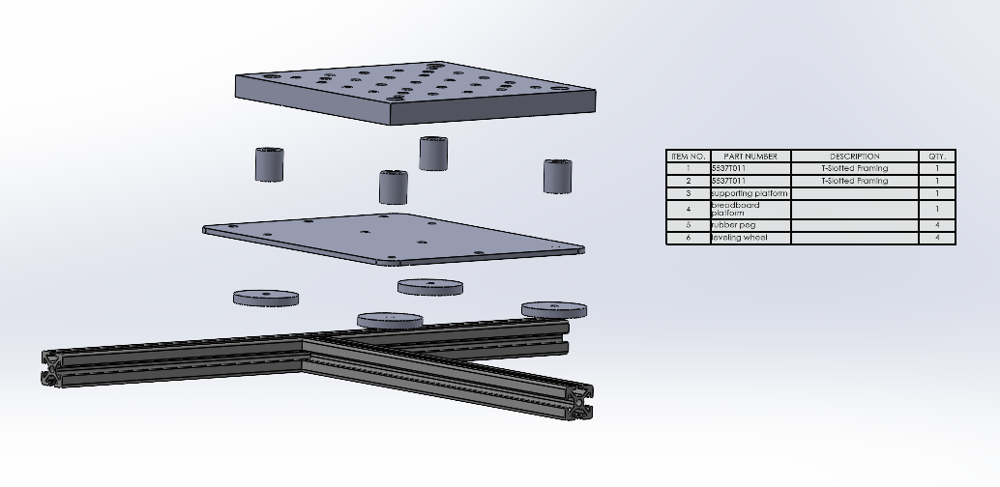 ITEM NO. PART NUMBER DESCRIPTION QTY.
1 5537T011 T-Slotted Framing 1
2 5537T011 T-Slotted Framing 1
3 supporting platform 1
4 breadboard platform 1
5 rubber peg 4
6 leveling wheel 4